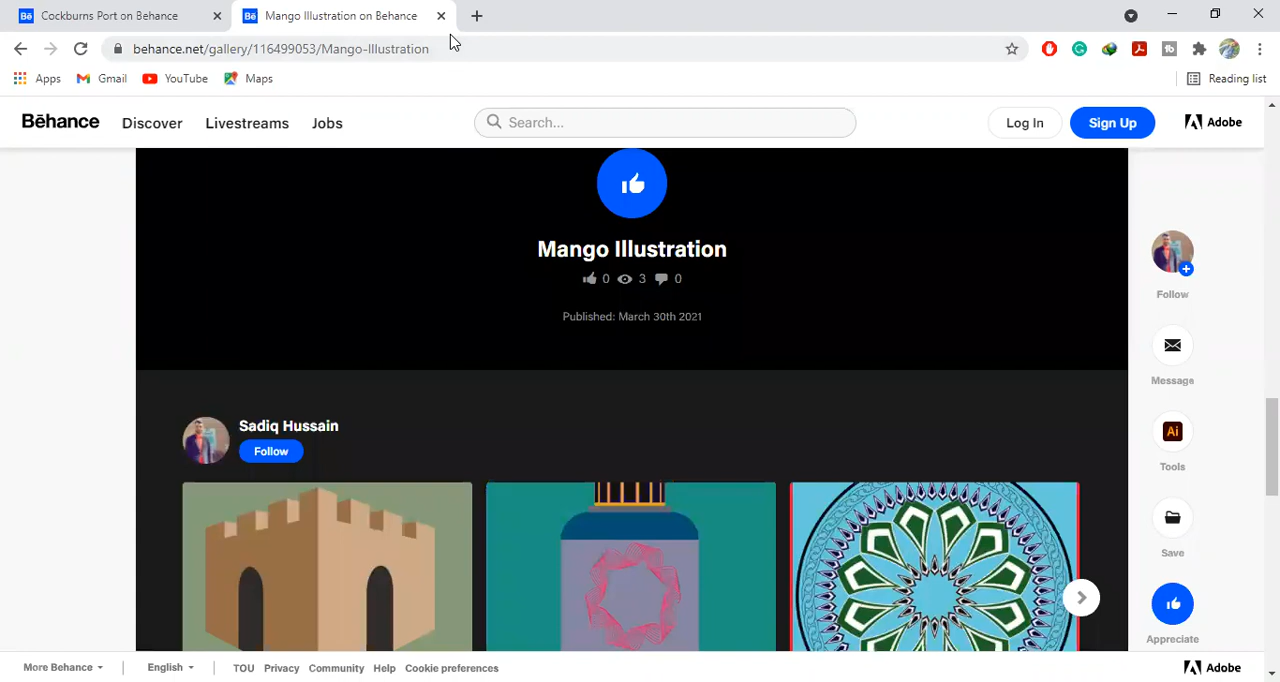 Bē Cockburns Port on Behance
Bē Mango Illustration on Behance
behance.net/gallery/116499053/Mango-Illustration
Apps Gmail YouTube Maps Reading list
Bēhance Discover Livestreams Jobs Search... Log In Sign Up Adobe
Mango Illustration
0 3 0
Published: March 30th 2021
Follow
Message
Ai
Tools
Save
Appreciate
Sadiq Hussain
Follow
More Behance English TOU Privacy Community Help Cookie preferences Adobe